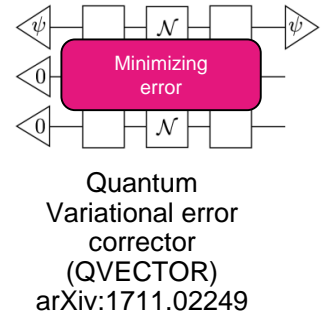 ψ 𝒩 ψ
Minimizing
error
0
0 𝒩
Quantum
Variational error
corrector
(QVECTOR)
arXiv:1711.02249